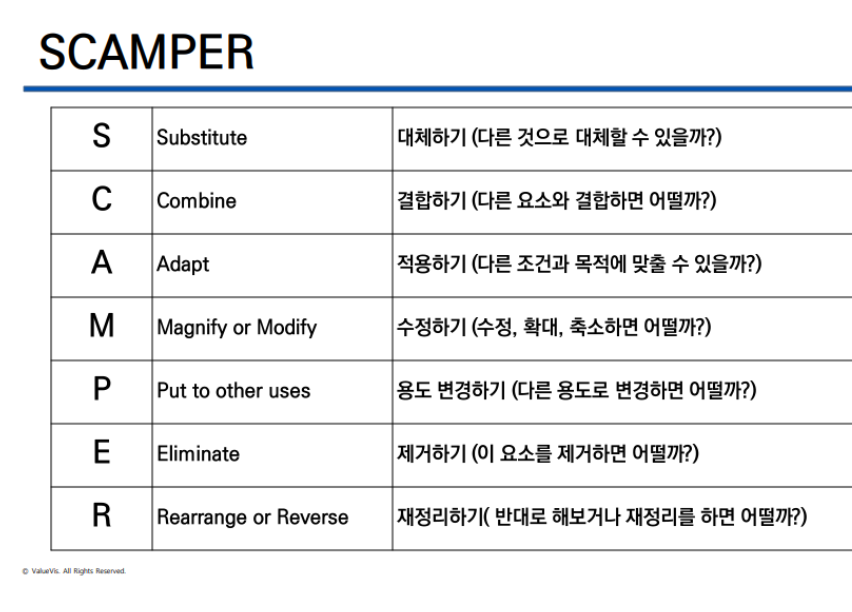 SCAMPER
S Substitute 대체하기 (다른 것으로 대체할 수 있을까?)
C Combine 결합하기 (다른 요소와 결합하면 어떨까?)
A Adapt 적용하기 (다른 조건과 목적에 맞출 수 있을까?)
M Magnify or Modify 수정하기 (수정, 확대, 축소하면 어떨까?)
P Put to other uses 용도 변경하기 (다른 용도로 변경하면 어떨까?)
E Eliminate 제거하기 (이 요소를 제거하면 어떨까?)
R Rearrange or Reverse 재정리하기( 반대로 해보거나 재정리를 하면 어떨까?)
© ValueVis. All Rights Reserved.